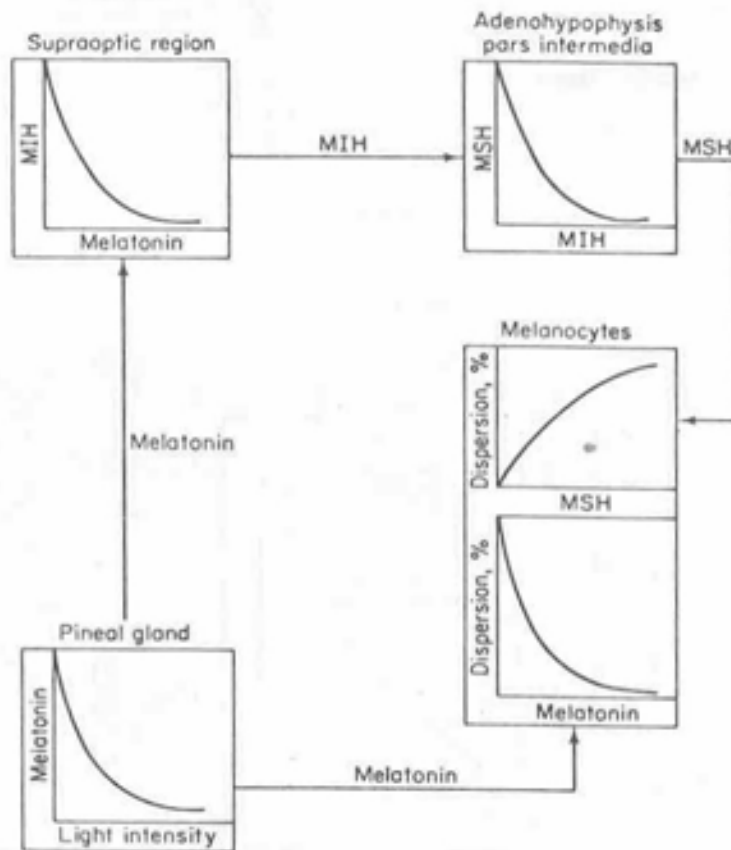 Supraoptic region
MIH
Melatonin
MIH
Adenohypophysis
pars intermedia
MSH
MIH
MSH
Melatonin
Melanocytes
Dispersion, %
MSH
Dispersion, %
Melatonin
Pineal gland
Melatonin
Light intensity
Melatonin